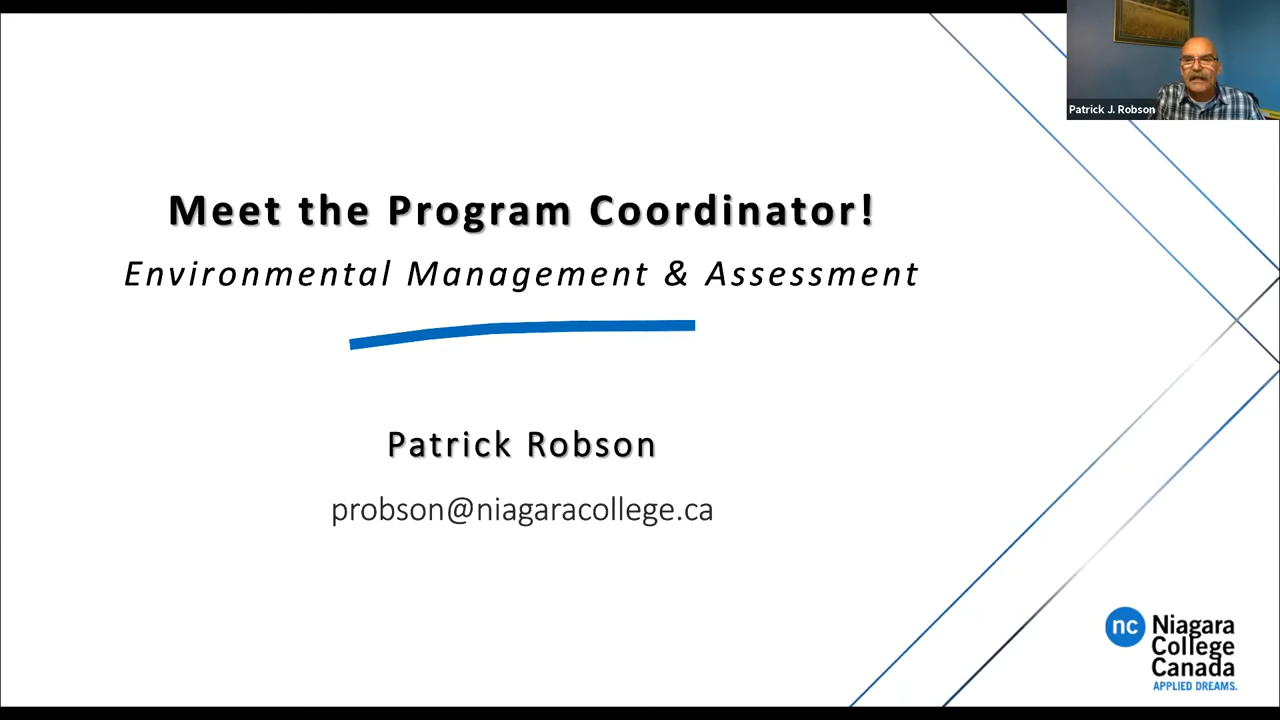 Patrick J. Robson
Meet the Program Coordinator!
Environmental Management & Assessment
Patrick Robson
probson@niagaracollege.ca
nc
Niagara
College
Canada
APPLIED DREAMS.